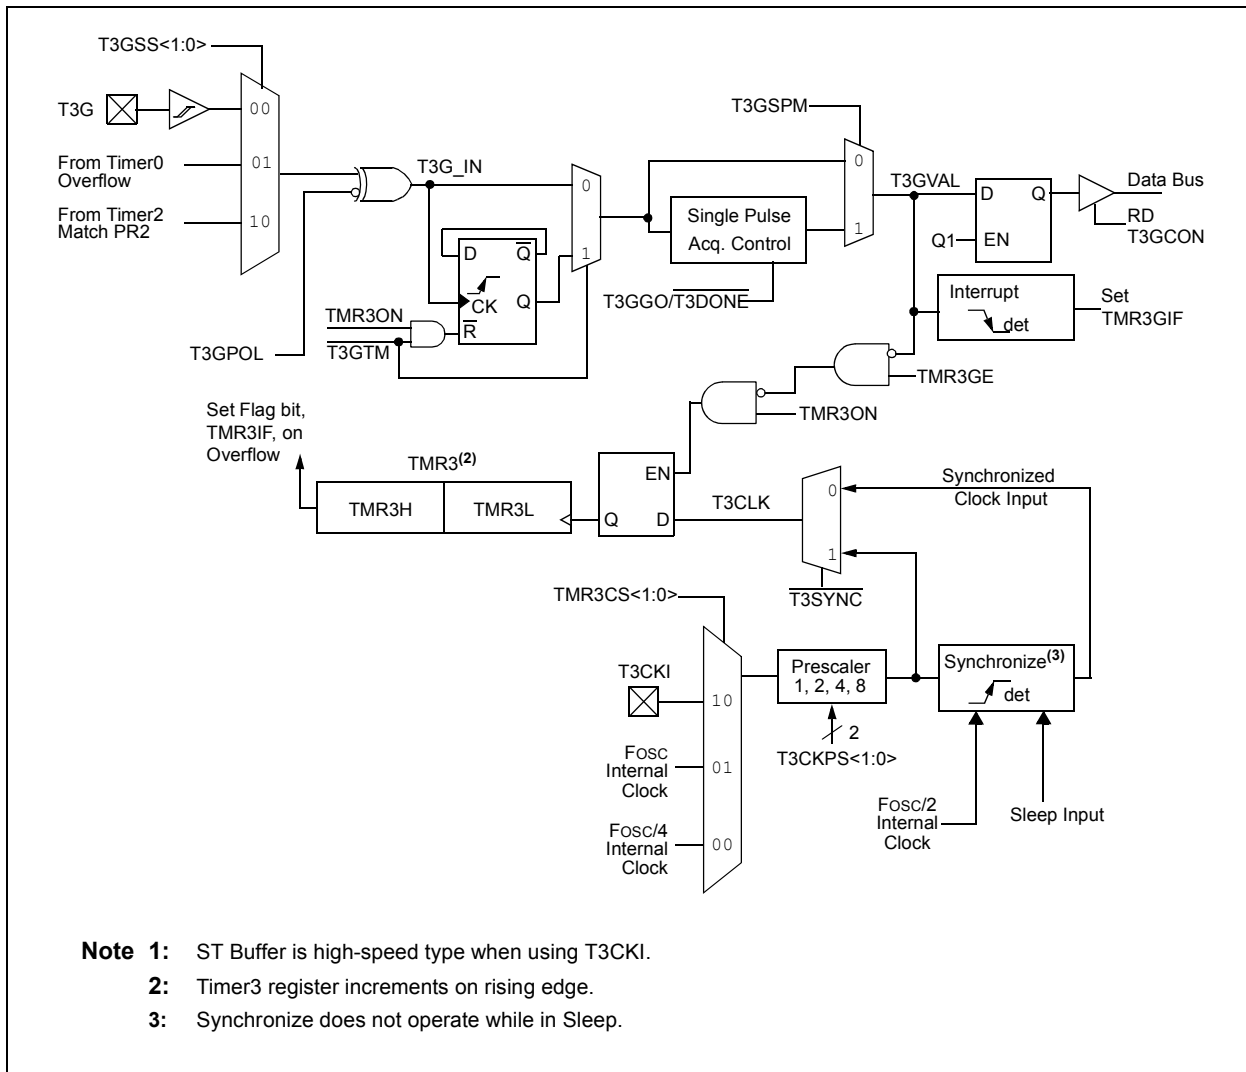 T3GSS<1:0>
T3G
00
From Timer0
Overflow
01
From Timer2
Match PR2
10
T3GPOL
T3G_IN
0
1
D
Q
CK
Q
R
TMR3ON
T3GTM
T3GSPM
Single Pulse
Acq. Control
T3GGO/T3DONE
0
1
T3GVAL
D
Q
Q1
EN
Data Bus
RD
T3GCON
Interrupt
det
Set
TMR3GIF
TMR3GE
TMR3ON
Set Flag bit,
TMR3IF, on
Overflow
TMR3(2)
TMR3H
TMR3L
EN
Q
D
T3CLK
0
1
Synchronized
Clock Input
T3SYNC
TMR3CS<1:0>
T3CKI
10
FOSC
Internal
Clock
01
FOSC/4
Internal
Clock
00
Prescaler
1, 2, 4, 8
2
T3CKPS<1:0>
Synchronize(3)
det
FOSC/2
Internal
Clock
Sleep Input
Note 1: ST Buffer is high-speed type when using T3CKI.
2: Timer3 register increments on rising edge.
3: Synchronize does not operate while in Sleep.